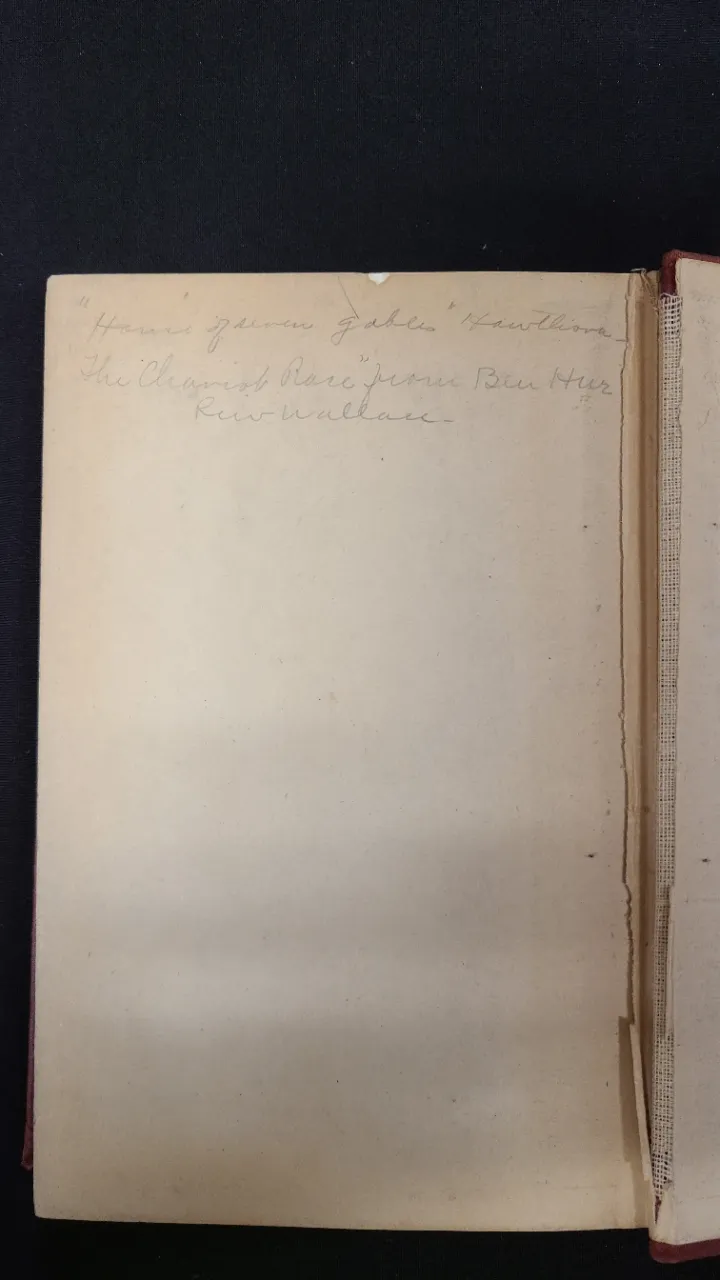 "House of seven gables" Hawthorne
The Chariot Race" from Ben Hur"
Lew Wallace